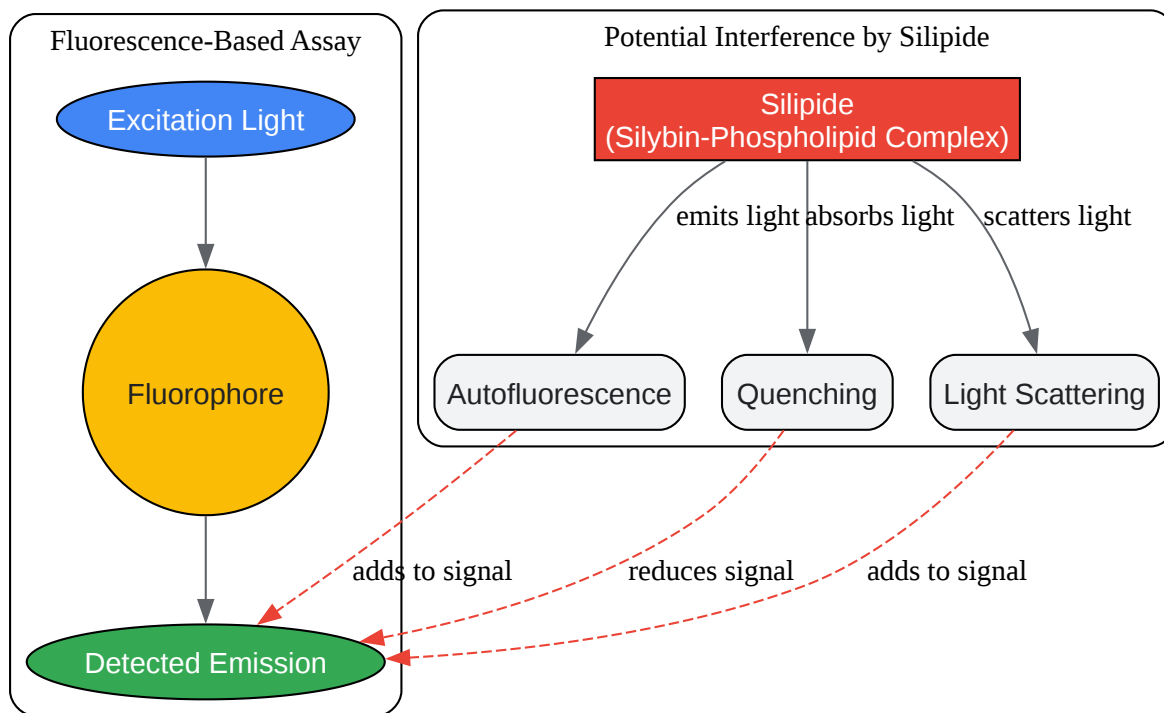 Fluorescence-Based Assay
Excitation Light
Fluorophore
Detected Emission
Potential Interference by Silipide
Silipide
(Silybin-Phospholipid Complex)
emits light
absorbs light
scatters light
Autofluorescence
Quenching
Light Scattering
adds to signal
reduces signal
adds to signal